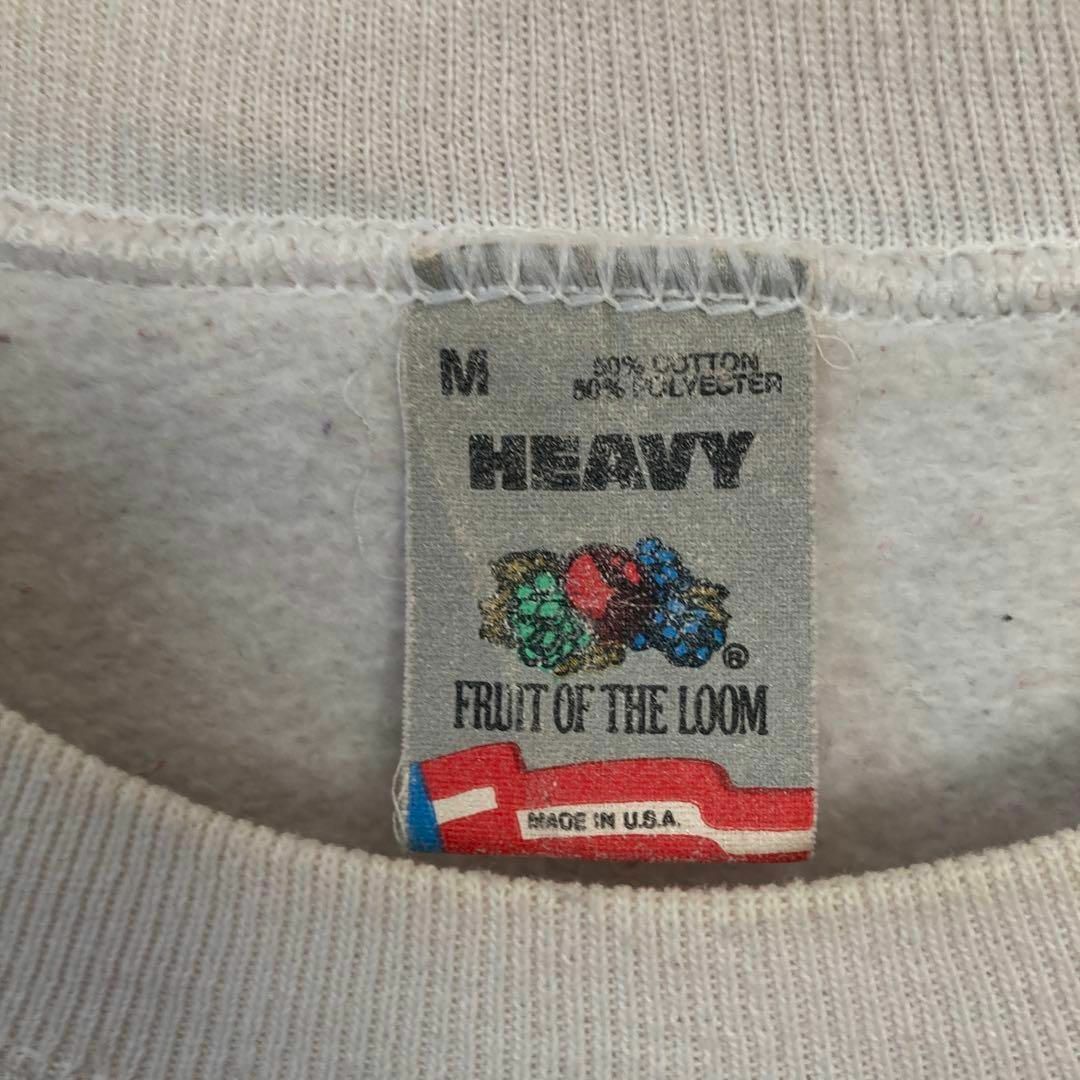 M
50% COTTON
50% POLYESTER
HEAVY
®
FRUIT OF THE LOOM
MADE IN U.S.A.